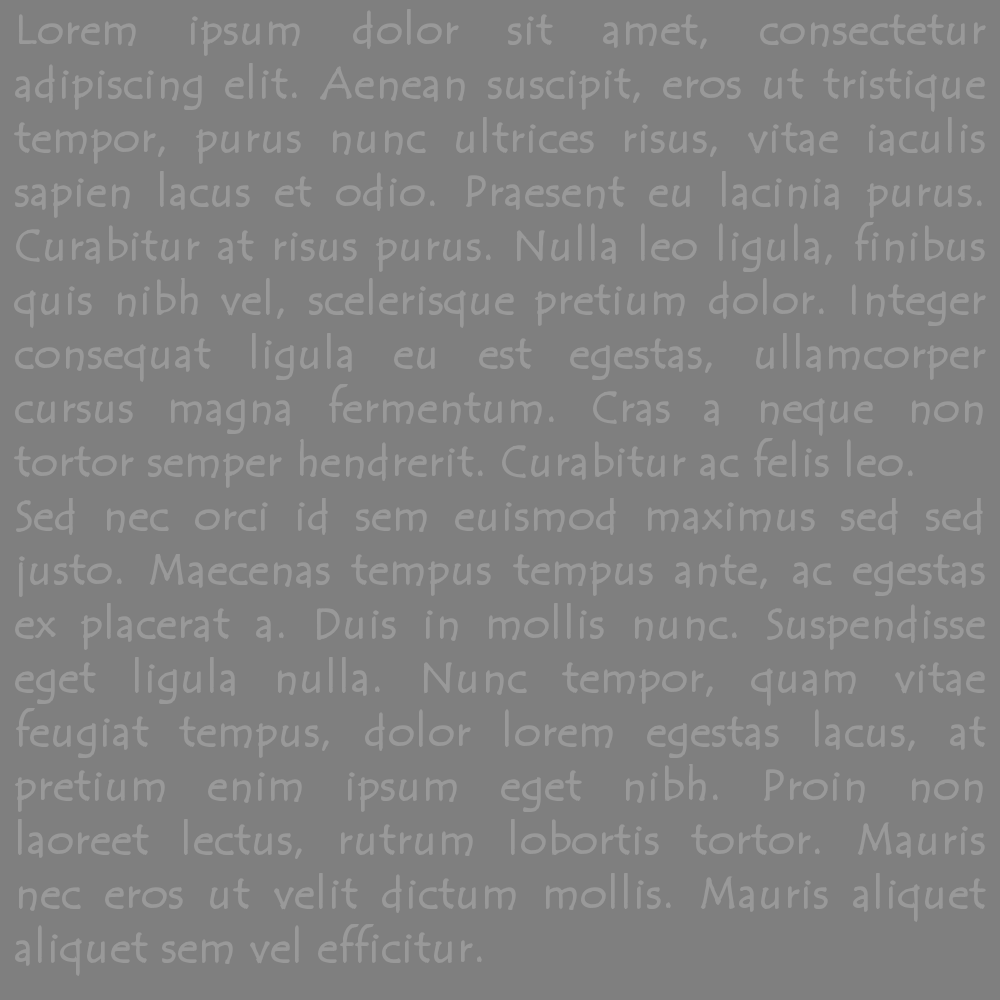 Lorem ipsum dolor sit amet, consectetur
adipiscing elit. Aenean suscipit, eros ut tristique
tempor, purus nunc ultrices risus, vitae iaculis
sapien lacus et odio. Praesent eu lacinia purus.
Curabitur at risus purus. Nulla leo ligula, finibus
quis nibh vel, scelerisque pretium dolor. Integer
consequat ligula eu est egestas, ullamcorper
cursus magna fermentum. Cras a neque non
tortor semper hendrerit. Curabitur ac felis leo.
Sed nec orci id sem euismod maximus sed sed
justo. Maecenas tempus tempus ante, ac egestas
ex placerat a. Duis in mollis nunc. Suspendisse
eget ligula nulla. Nunc tempor, quam vitae
feugiat tempus, dolor lorem egestas lacus, at
pretium enim ipsum eget nibh. Proin non
laoreet lectus, rutrum lobortis tortor. Mauris
nec eros ut velit dictum mollis. Mauris aliquet
aliquet sem vel efficitur.